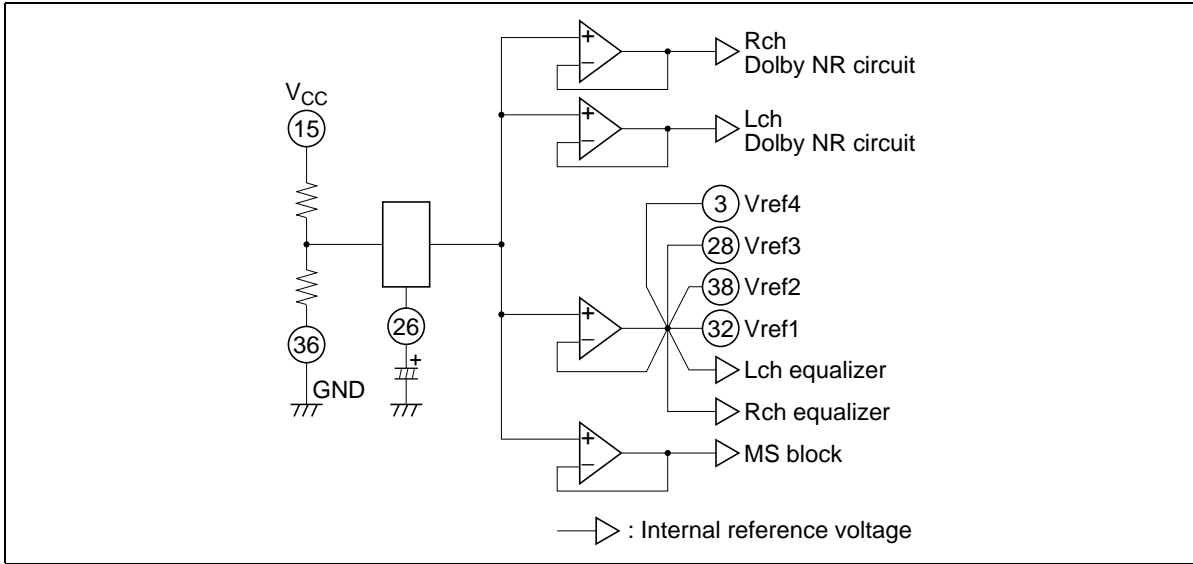 Rch
Dolby NR circuit
VCC
15
Lch
Dolby NR circuit
3 Vref4
28 Vref3
38 Vref2
26
32 Vref1
36
GND
Lch equalizer
Rch equalizer
MS block
: Internal reference voltage
+
−
+
−
+
−
+
−
+